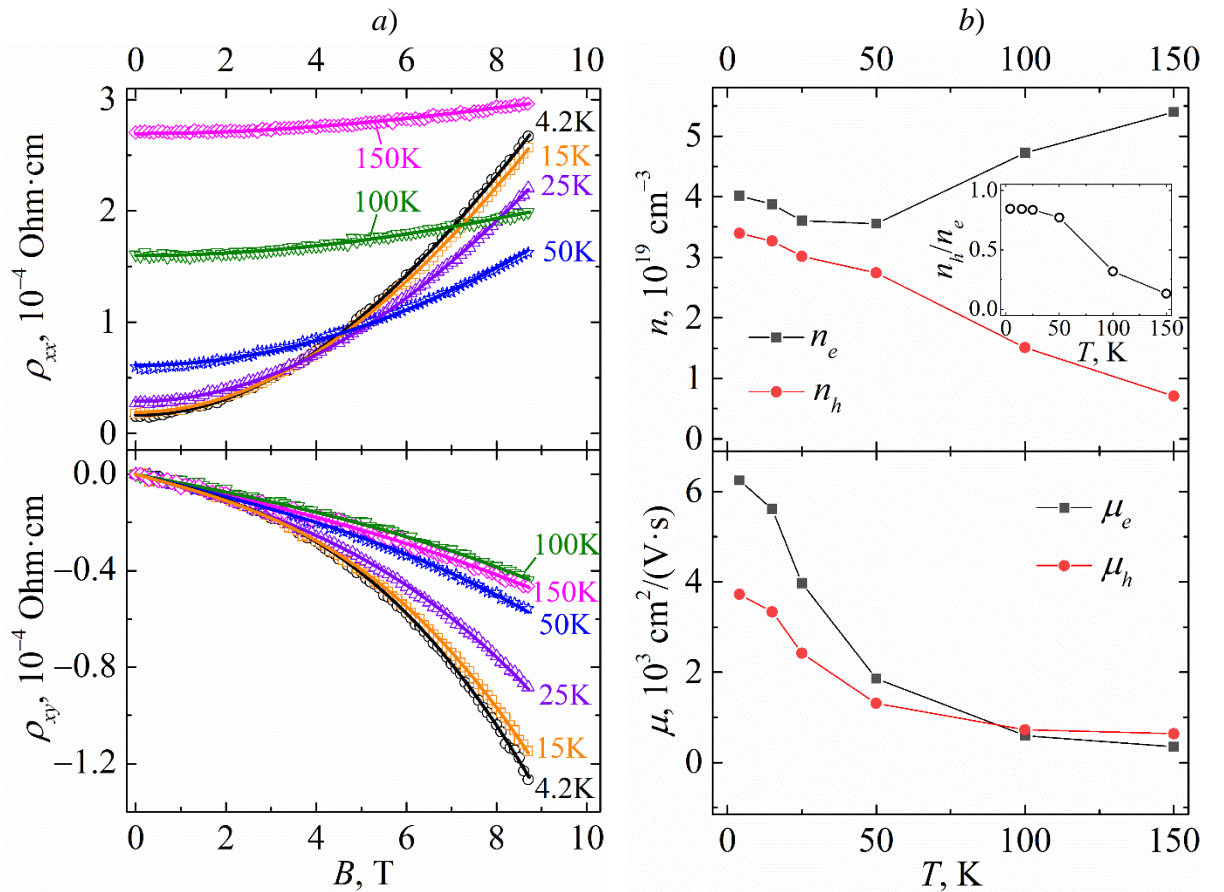 a)
0 2 4 6 8 10
3
2
1
0
ρxx, 10⁻⁴ Ohm·cm
150K
100K
4.2K
15K
25K
50K
0.0
−0.4
−0.8
−1.2
ρxy, 10⁻⁴ Ohm·cm
100K
150K
50K
25K
15K
4.2K
0 2 4 6 8 10
B, T
b)
0 50 100 150
5
4
3
2
1
0
n, 10¹⁹ cm⁻³
ne
nh
1.0
0.5
0.0
nh/ne
0 50 100 150
T, K
6
4
2
0
μ, 10³ cm²/(V·s)
μe
μh
0 50 100 150
T, K